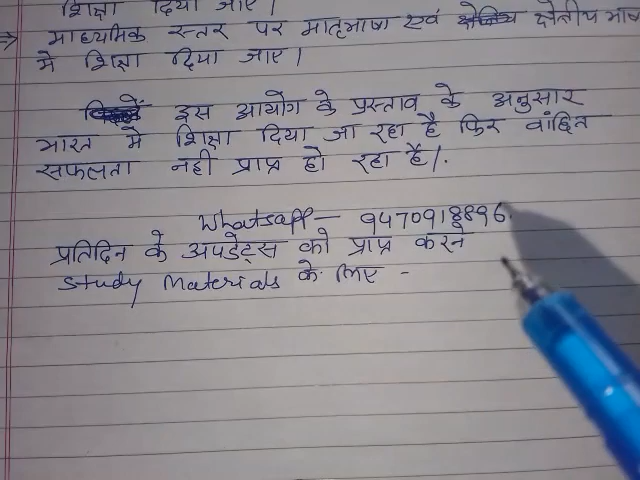 शिक्षा दिया जाए।
⇒ माध्यमिक स्तर पर मातृभाषा एवं क्षेत्रीय भाषा
मे शिक्षा दिया जाए।
इस आयोग के प्रस्ताव के अनुसार
भारत मे शिक्षा दिया जा रहा है फिर वांछित
सफलता नही प्राप्त हो रहा है।.
Whatsaff — 9470918896.
प्रतिदिन के अपडेट्स को प्राप्त करने
Study Materials के लिए -